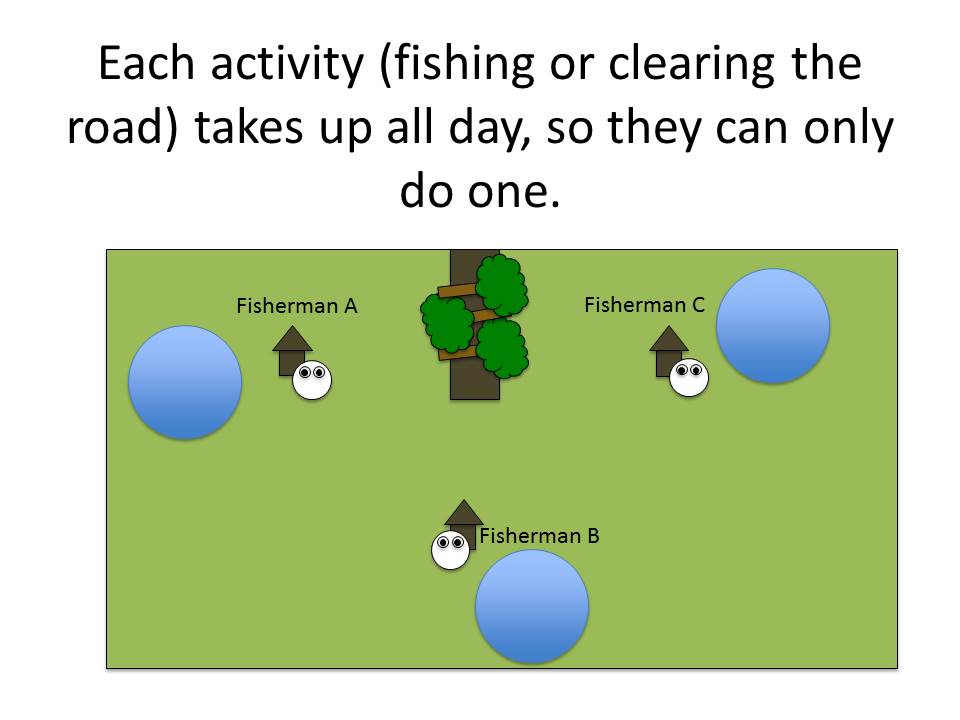 Each activity (fishing or clearing the
road) takes up all day, so they can only
do one.
Fisherman A
Fisherman C
Fisherman B